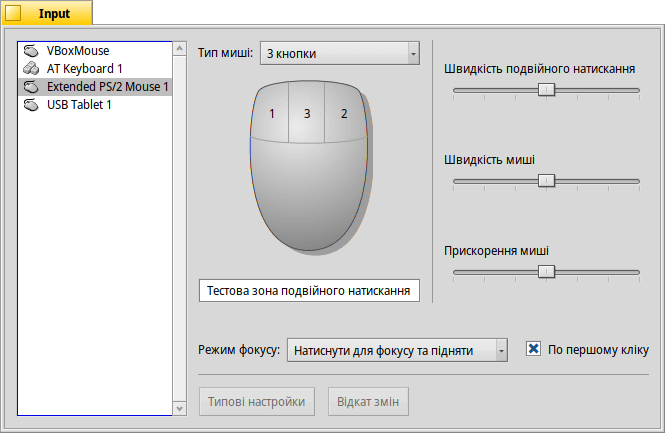 Input
VBoxMouse
AT Keyboard 1
Extended PS/2 Mouse 1
USB Tablet 1
Тип миші: 3 кнопки
1 3 2
Тестова зона подвійного натискання
Швидкість подвійного натискання
Швидкість миші
Прискорення миші
Режим фокусу: Натиснути для фокусу та підняти По першому кліку
Типові настройки Відкат змін